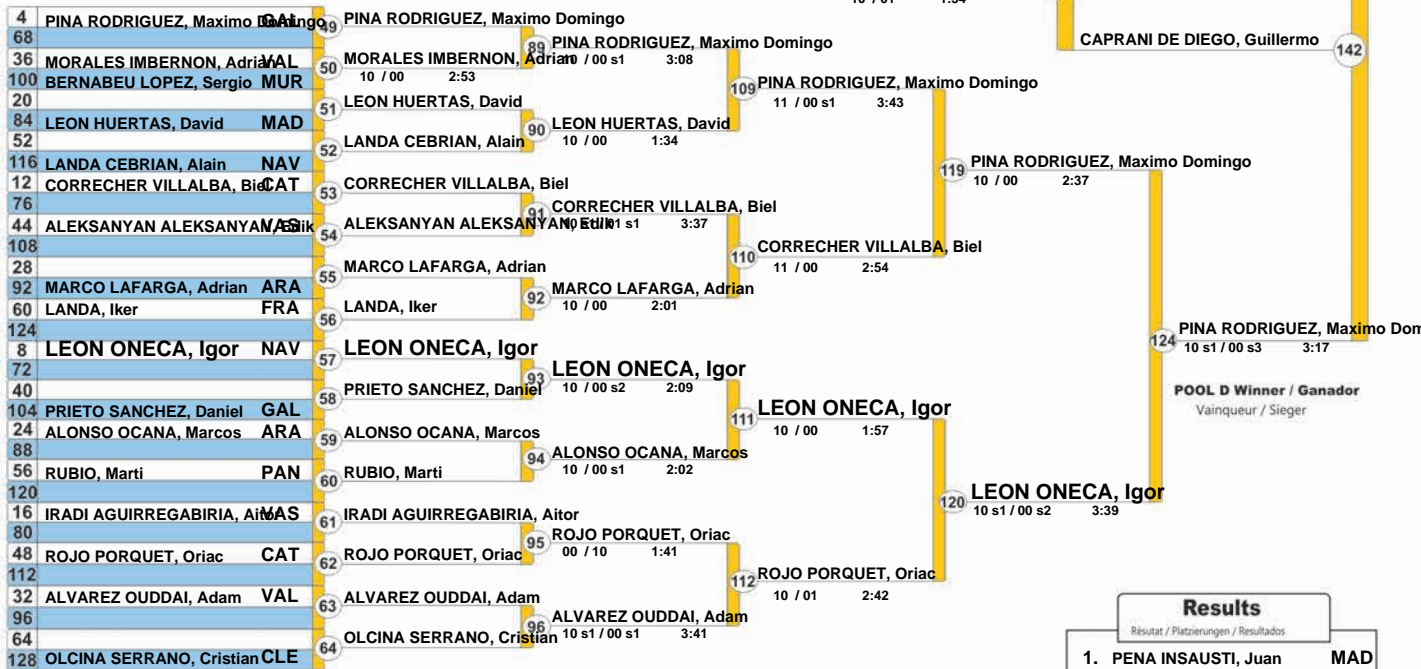 10 / 01 1:34
CAPRANI DE DIEGO, Guillermo
142
4 PINA RODRIGUEZ, Maximo Domingo GAL
68
36 MORALES IMBERNON, Adrian VAL
100 BERNABEU LOPEZ, Sergio MUR
20
84 LEON HUERTAS, David MAD
52
116 LANDA CEBRIAN, Alain NAV
12 CORRECHER VILLALBA, Biel CAT
76
44 ALEKSANYAN ALEKSANYAN, Edik VAS
108
28
92 MARCO LAFARGA, Adrian ARA
60 LANDA, Iker FRA
124
8 LEON ONECA, Igor NAV
72
40
104 PRIETO SANCHEZ, Daniel GAL
24 ALONSO OCANA, Marcos ARA
88
56 RUBIO, Marti PAN
120
16 IRADI AGUIRREGABIRIA, Aitor VAS
80
48 ROJO PORQUET, Oriac CAT
112
32 ALVAREZ OUDDAI, Adam VAL
96
64
128 OLCINA SERRANO, Cristian CLE
49 PINA RODRIGUEZ, Maximo Domingo
50 MORALES IMBERNON, Adrian
10 / 00 2:53
51 LEON HUERTAS, David
52 LANDA CEBRIAN, Alain
53 CORRECHER VILLALBA, Biel
54 ALEKSANYAN ALEKSANYAN, Edik
55 MARCO LAFARGA, Adrian
56 LANDA, Iker
57 LEON ONECA, Igor
58 PRIETO SANCHEZ, Daniel
59 ALONSO OCANA, Marcos
60 RUBIO, Marti
61 IRADI AGUIRREGABIRIA, Aitor
62 ROJO PORQUET, Oriac
63 ALVAREZ OUDDAI, Adam
64 OLCINA SERRANO, Cristian
89 PINA RODRIGUEZ, Maximo Domingo
10 / 00 s1 3:08
90 LEON HUERTAS, David
10 / 00 1:34
91 CORRECHER VILLALBA, Biel
01 s1 3:37
92 MARCO LAFARGA, Adrian
10 / 00 2:01
93 LEON ONECA, Igor
10 / 00 s2 2:09
94 ALONSO OCANA, Marcos
10 / 00 s1 2:02
95 ROJO PORQUET, Oriac
00 / 10 1:41
96 ALVAREZ OUDDAI, Adam
10 s1 / 00 s1 3:41
109 PINA RODRIGUEZ, Maximo Domingo
11 / 00 s1 3:43
110 CORRECHER VILLALBA, Biel
11 / 00 2:54
111 LEON ONECA, Igor
10 / 00 1:57
112 ROJO PORQUET, Oriac
10 / 01 2:42
119 PINA RODRIGUEZ, Maximo Domingo
10 / 00 2:37
120 LEON ONECA, Igor
10 s1 / 00 s2 3:39
124 PINA RODRIGUEZ, Maximo Dom
10 s1 / 00 s3 3:17
POOL D Winner / Ganador
Vainqueur / Sieger
Results
Résutat / Platzierungen / Resultados
1. PENA INSAUSTI, Juan MAD